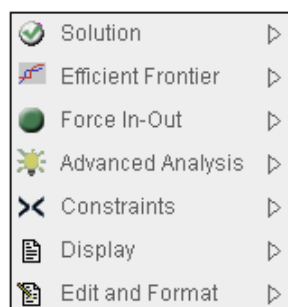 Solution
Efficient Frontier
Force In-Out
Advanced Analysis
Constraints
Display
Edit and Format